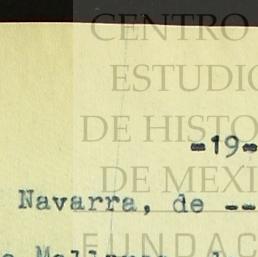 CENTRO
ESTUDIO
DE HISTO
DE MEXI
FUNDAC
-19-
Navarra, de --